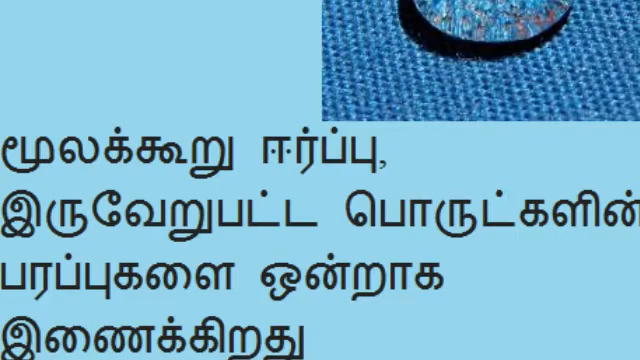 மூலக்கூறு ஈர்ப்பு,
இருவேறுபட்ட பொருட்களின்
பரப்புகளை ஒன்றாக
இணைக்கிறது